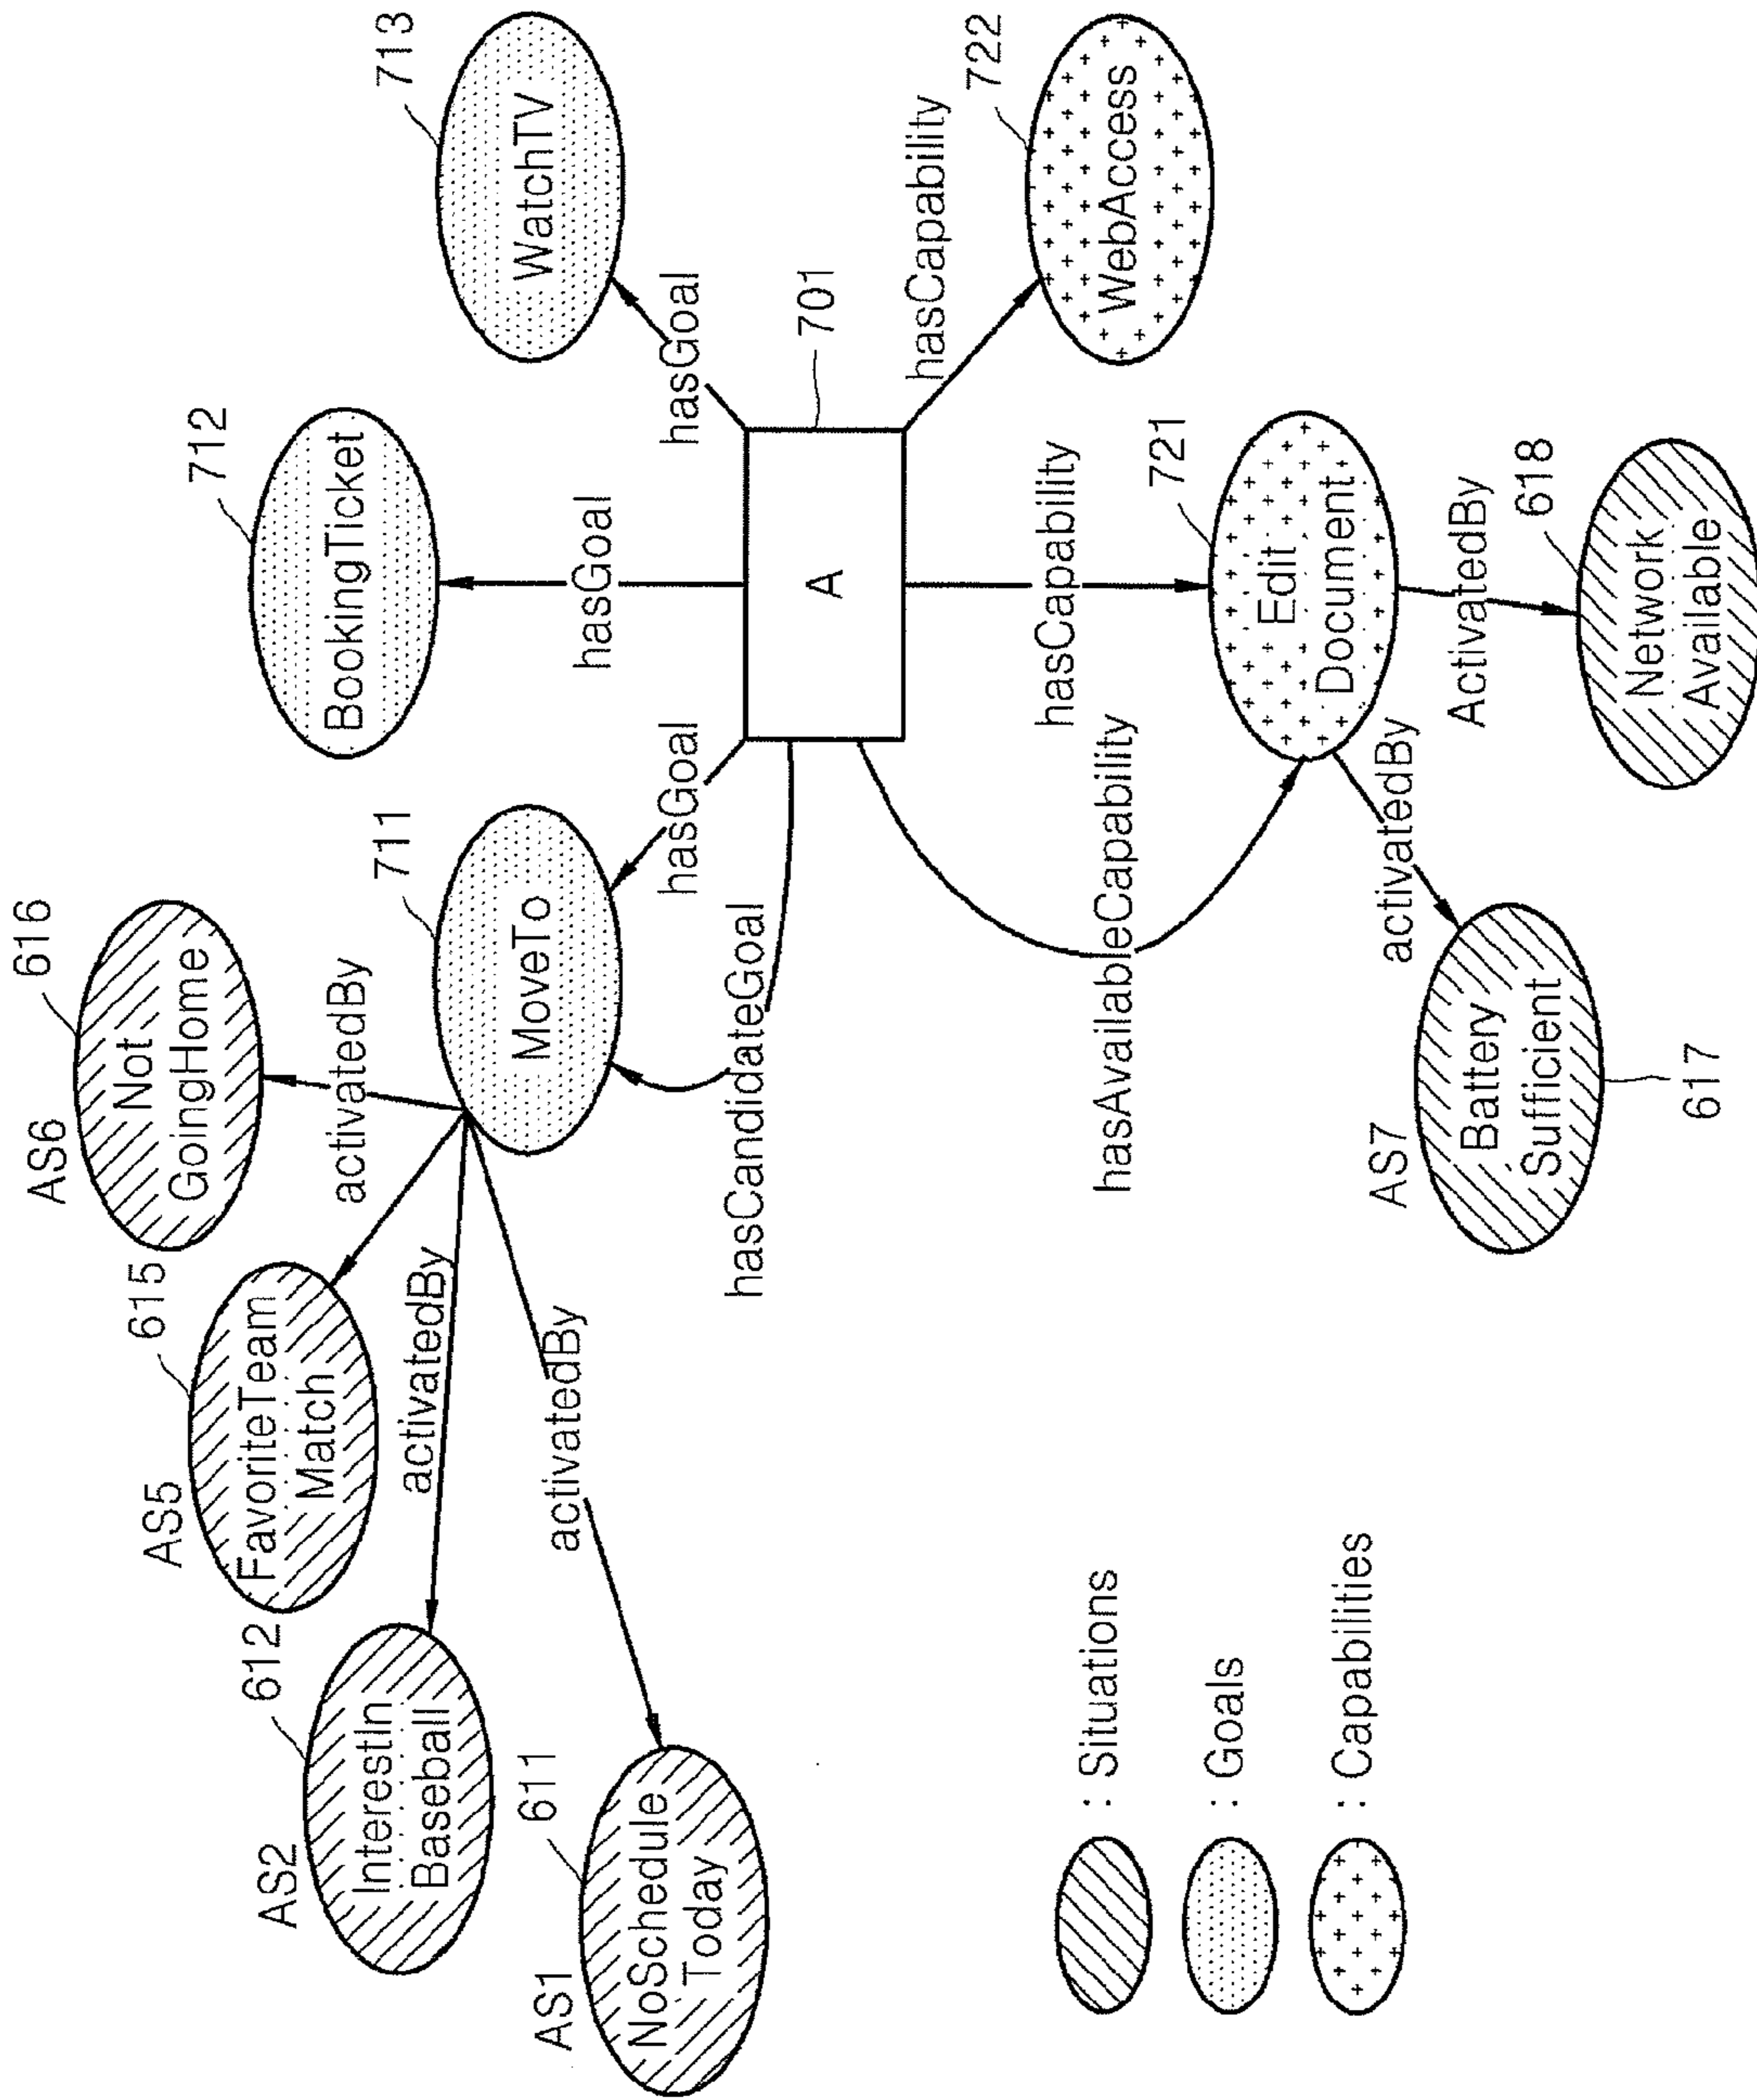 AS6
616
Not
GoingHome
AS5
615
FavoriteTeam
Match
AS2
612
InterestIn
Baseball
AS1
611
NoSchedule
Today
activatedBy
activatedBy
activatedBy
711
MoveTo
712
BookingTicket
713
WatchTV
hasGoal
hasGoal
hasGoal
hasCandidateGoal
A
701
hasAvailableCapability
hasCapability
hasCapability
721
Edit
Document
722
WebAccess
activatedBy
ActivatedBy
AS7
Battery
Sufficient
617
618
Network
Available
: Situations
: Goals
: Capabilities